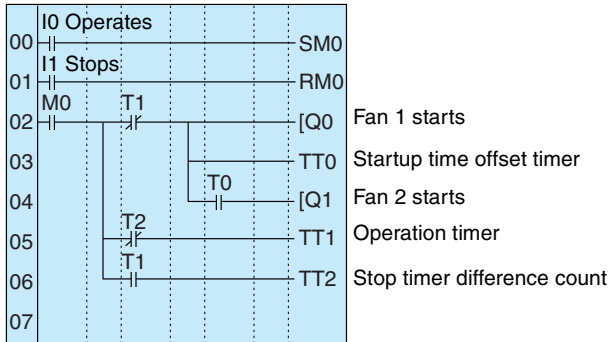 I0 Operates
00 SM0
I1 Stops
01 RM0
M0 T1
02 [Q0 Fan 1 starts
03 TT0 Startup time offset timer
T0
04 [Q1 Fan 2 starts
T2
05 TT1 Operation timer
T1
06 TT2 Stop timer difference count
07